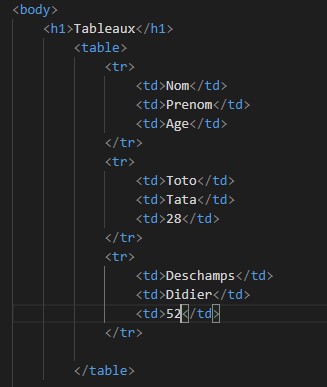 <body>
<h1>Tableaux</h1>
<table>
<tr>
<td>Nom</td>
<td>Prenom</td>
<td>Age</td>
</tr>
<tr>
<td>Toto</td>
<td>Tata</td>
<td>28</td>
</tr>
<tr>
<td>Deschamps</td>
<td>Didier</td>
<td>52</td>
</tr>
</table>